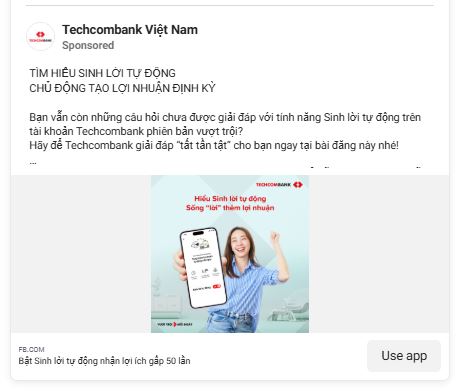 Techcombank Việt Nam
Sponsored
TÌM HIỂU SINH LỜI TỰ ĐỘNG
CHỦ ĐỘNG TẠO LỢI NHUẬN ĐỊNH KỲ
Bạn vẫn còn những câu hỏi chưa được giải đáp với tính năng Sinh lời tự động trên
tài khoản Techcombank phiên bản vượt trội?
Hãy để Techcombank giải đáp “tất tần tật” cho bạn ngay tại bài đăng này nhé!
...
TECHCOMBANK
Hiểu Sinh lời tự động
Sống “lời” thêm lợi nhuận
VƯỢT TRỘI MỖI NGÀY
FB.COM
Bật Sinh lời tự động nhận lợi ích gấp 50 lần
Use app